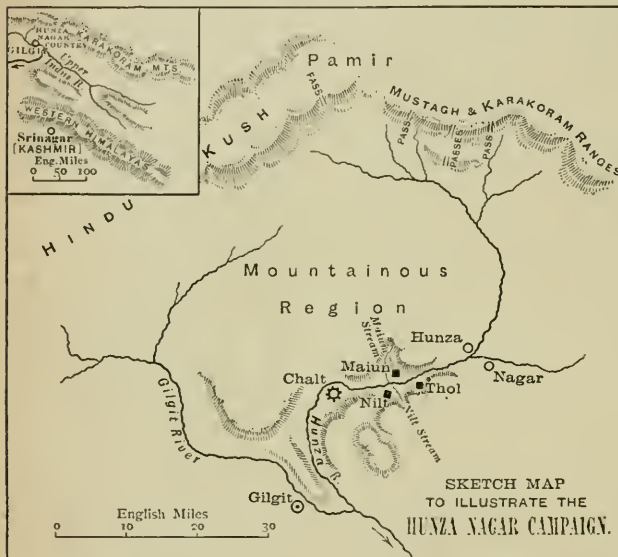 HUNZA
NAGAR
COUNTRY
GILGIT
KARAKORAM MTS.
Upper
Indus R.
WESTERN HIMALAYAS
Srinagar
[KASHMIR]
Eng. Miles
0 50 100
Pamir
HINDU KUSH
PASS
MUSTAGH & KARAKORAM RANGES
PASS
PASSES
PASS
Mountainous
Region
Maiun
Stream
Hunza
Maiun
Nagar
Chalt
Thol
Nilt
Nilt Stream
Gilgit River
Hunza R.
Gilgit
English Miles
0 10 20 30
SKETCH MAP
TO ILLUSTRATE THE
HUNZA NAGAR CAMPAIGN.